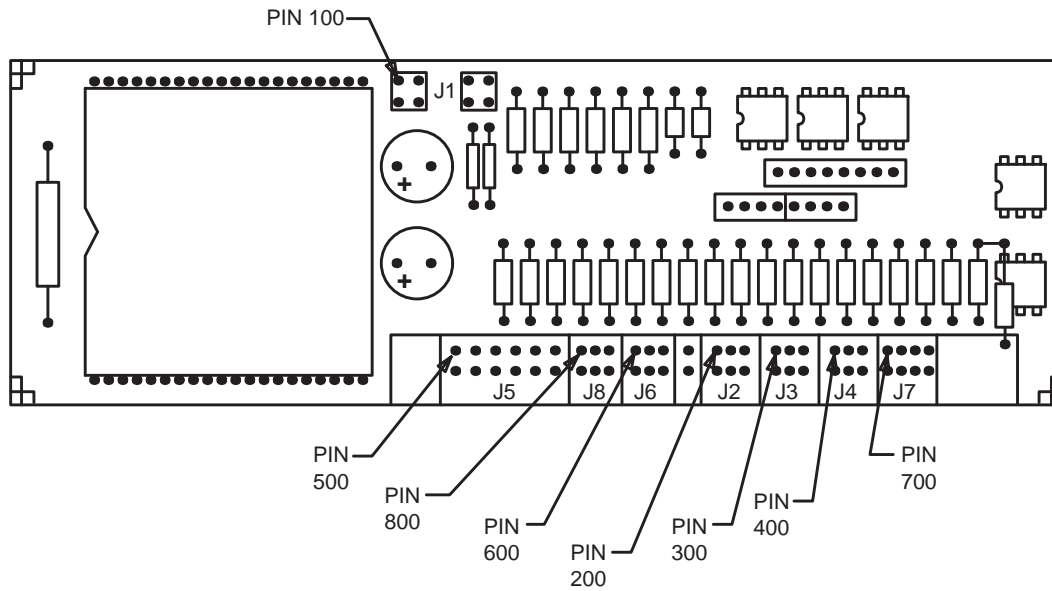 PIN 100
J1
+
+
J5 J8 J6 J2 J3 J4 J7
PIN
500
PIN
800
PIN
600
PIN
200
PIN
300
PIN
400
PIN
700